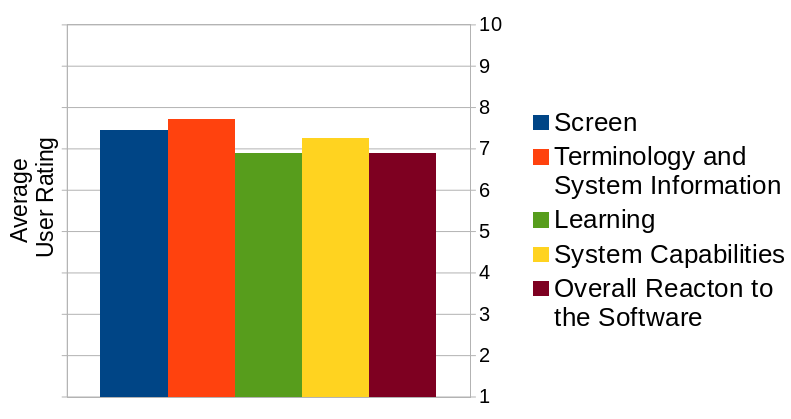 Average
User Rating
10
9
8
7
6
5
4
3
2
1
Screen
Terminology and
System Information
Learning
System Capabilities
Overall Reacton to
the Software